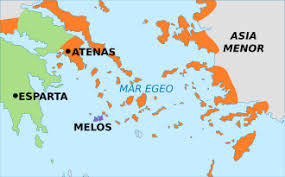 ASIA
MENOR
ATENAS
MAR EGEO
ESPARTA
MELOS